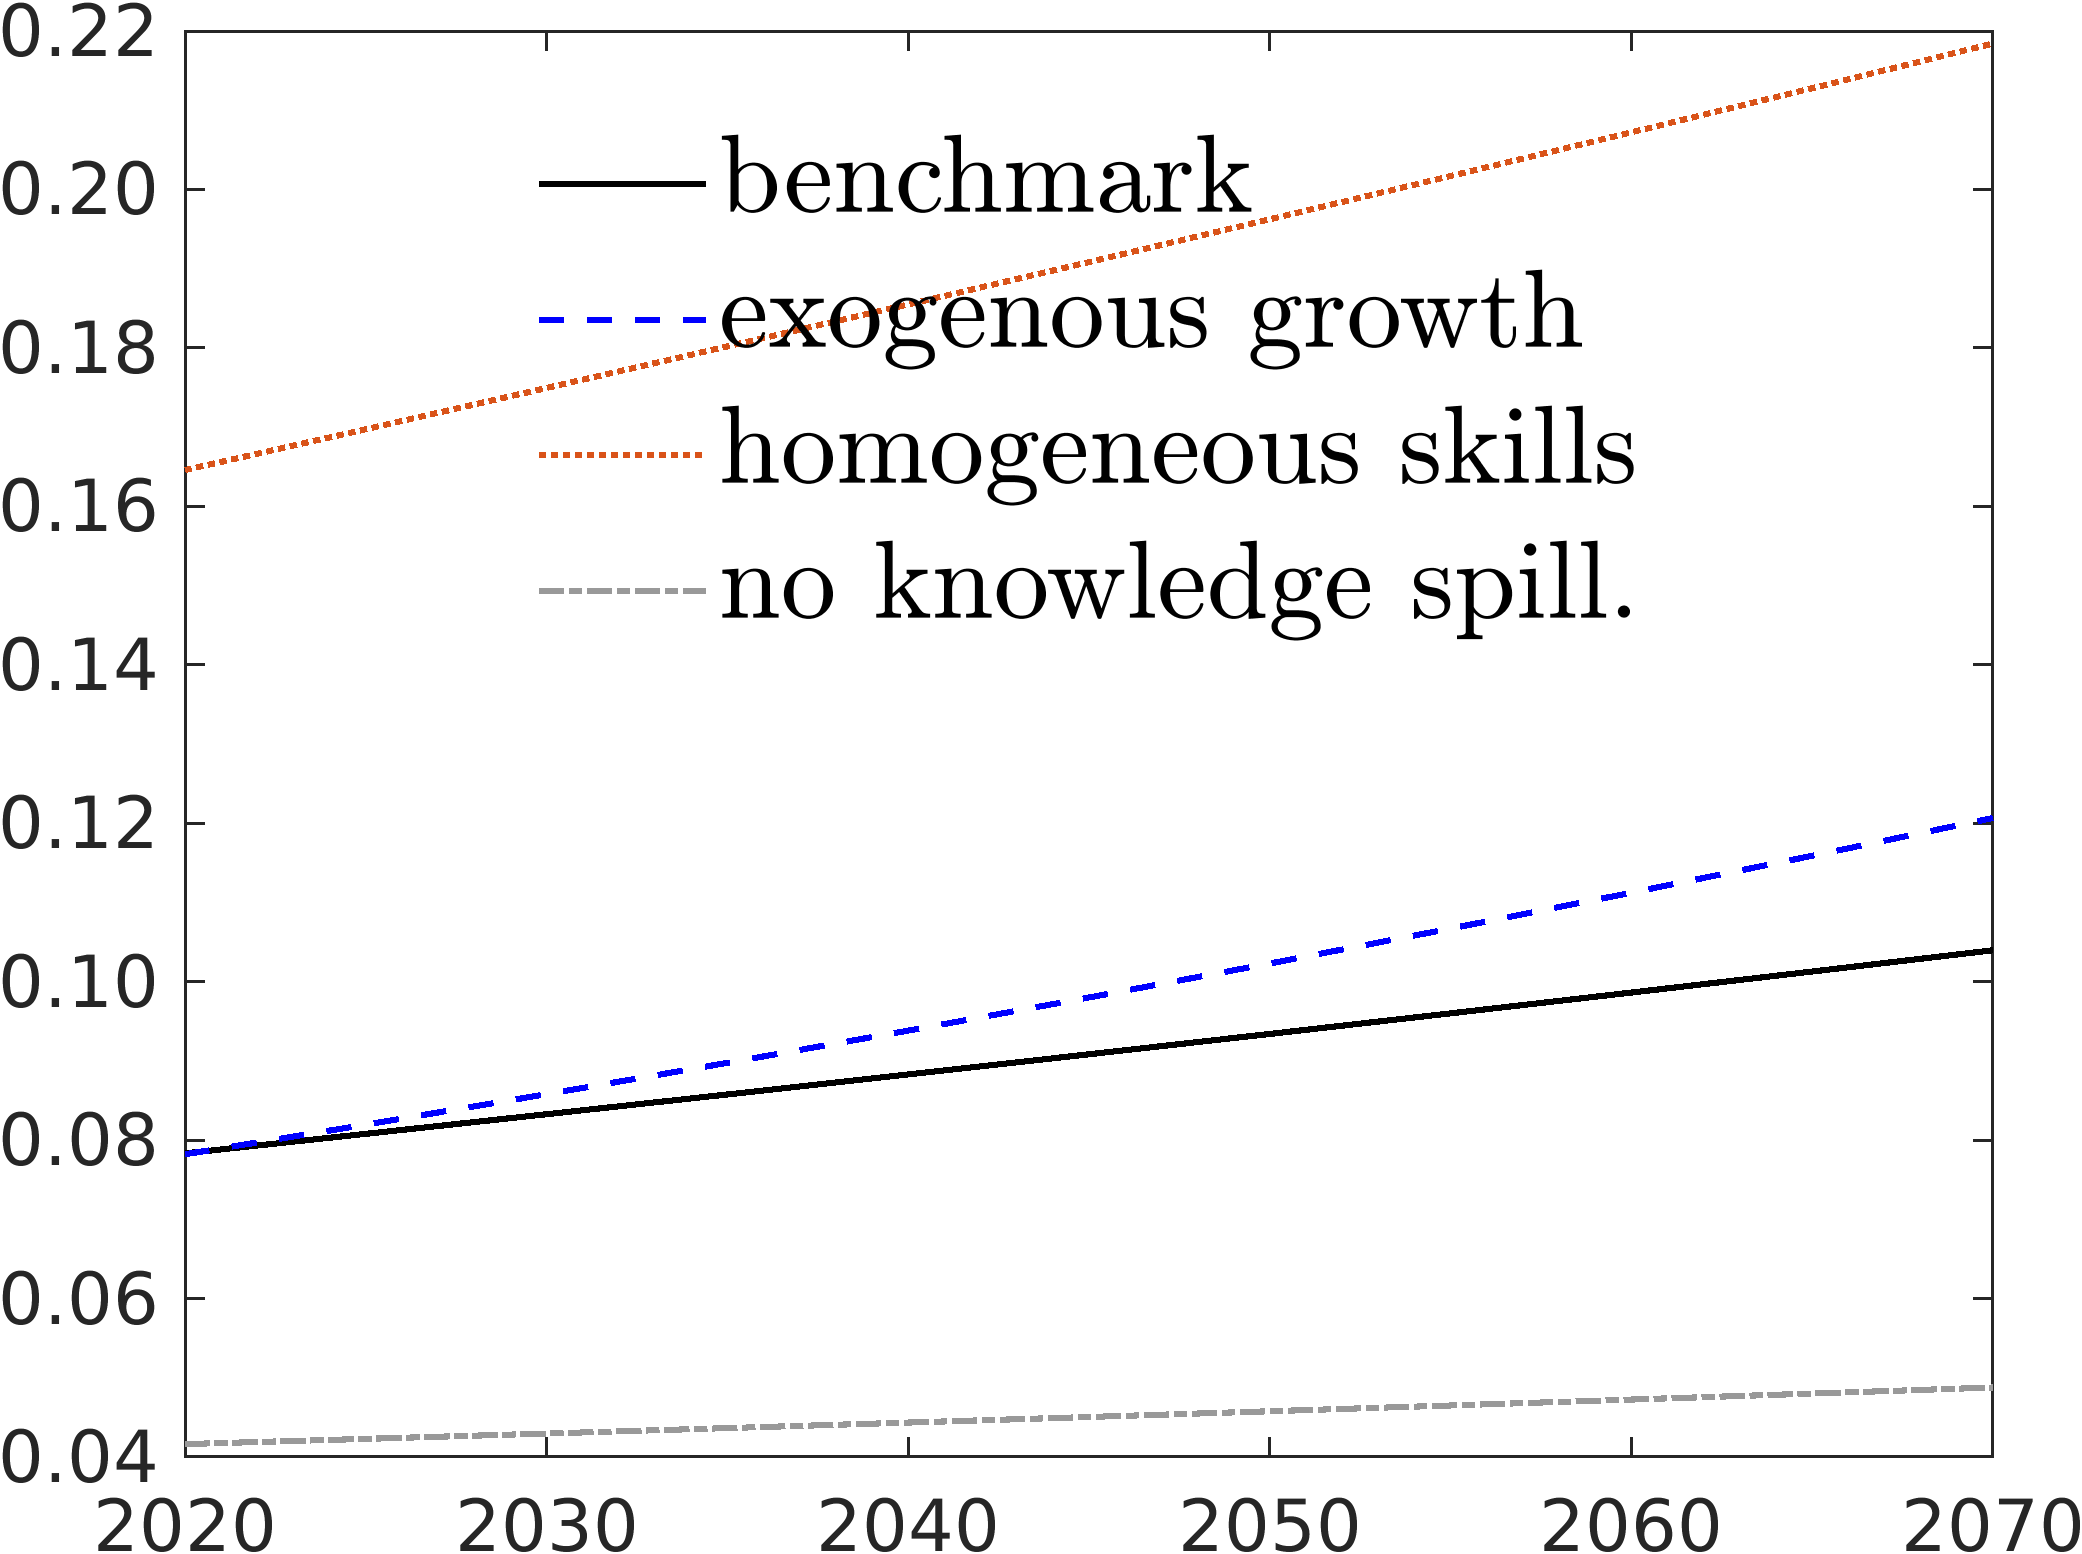 0.22
0.20
0.18
0.16
0.14
0.12
0.10
0.08
0.06
0.04
benchmark
exogenous growth
homogeneous skills
no knowledge spill.
2020 2030 2040 2050 2060 2070